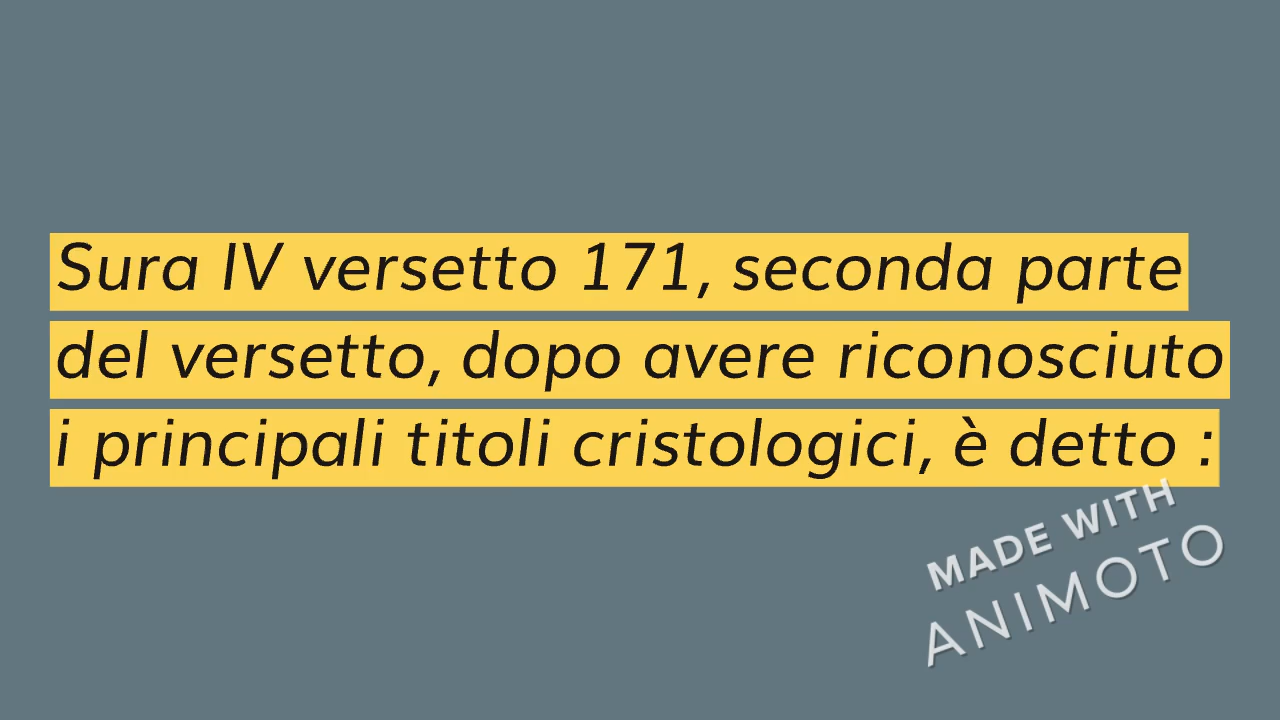 Sura IV versetto 171, seconda parte
del versetto, dopo avere riconosciuto
i principali titoli cristologici, è detto :
MADE WITH
ANIMOTO